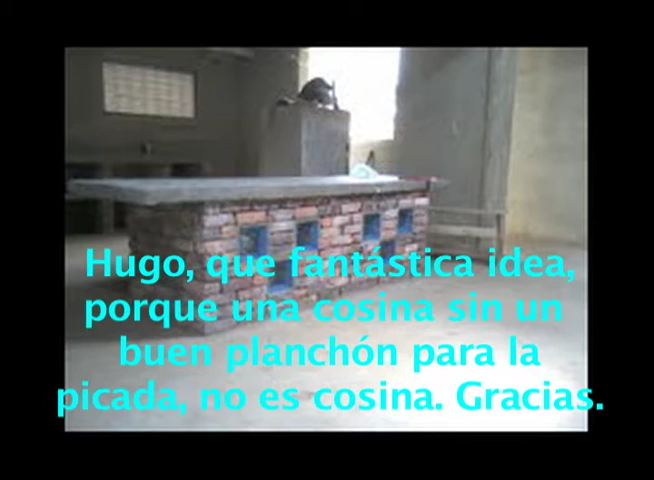 Hugo, que fantástica idea,
porque una cosina sin un
buen planchón para la
picada, no es cosina. Gracias.